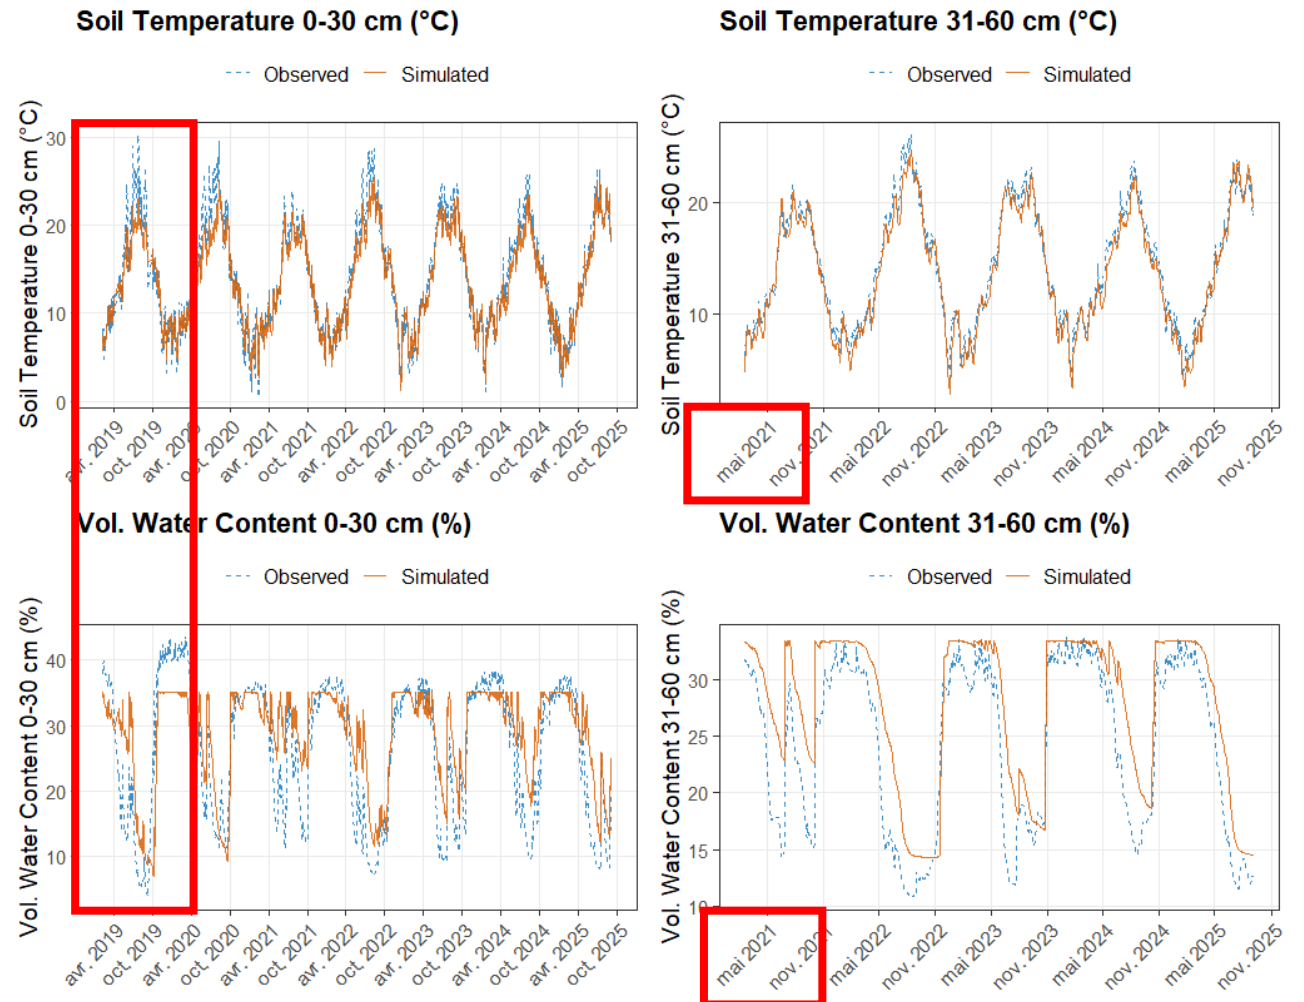 Soil Temperature 0-30 cm (°C)
Observed Simulated
Soil Temperature 0-30 cm (°C)
30
20
10
0
avr. 2019 oct. 2019 avr. 2020 oct. 2020 avr. 2021 oct. 2021 avr. 2022 oct. 2022 avr. 2023 oct. 2023 avr. 2024 oct. 2024 avr. 2025 oct. 2025
Soil Temperature 31-60 cm (°C)
Observed Simulated
Soil Temperature 31-60 cm (°C)
20
10
mai 2021 nov. 2021 mai 2022 nov. 2022 mai 2023 nov. 2023 mai 2024 nov. 2024 mai 2025 nov. 2025
Vol. Water Content 0-30 cm (%)
Observed Simulated
Vol. Water Content 0-30 cm (%)
40
30
20
10
avr. 2019 oct. 2019 avr. 2020 oct. 2020 avr. 2021 oct. 2021 avr. 2022 oct. 2022 avr. 2023 oct. 2023 avr. 2024 oct. 2024 avr. 2025 oct. 2025
Vol. Water Content 31-60 cm (%)
Observed Simulated
Vol. Water Content 31-60 cm (%)
30
25
20
15
10
mai 2021 nov. 2021 mai 2022 nov. 2022 mai 2023 nov. 2023 mai 2024 nov. 2024 mai 2025 nov. 2025